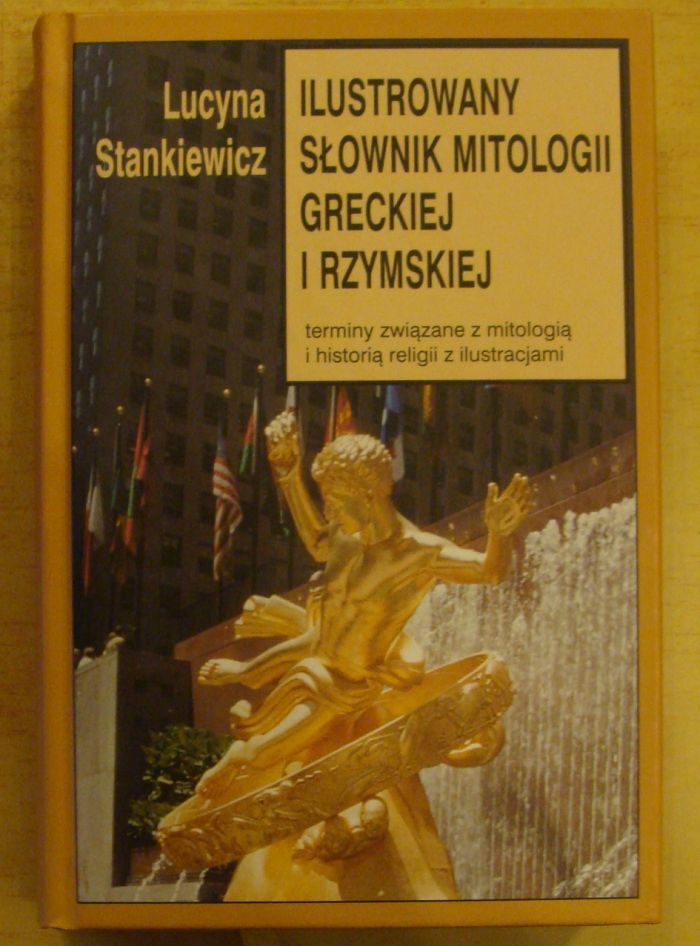 Lucyna
Stankiewicz
ILUSTROWANY
SŁOWNIK MITOLOGII
GRECKIEJ
I RZYMSKIEJ
terminy związane z mitologią
i historią religii z ilustracjami